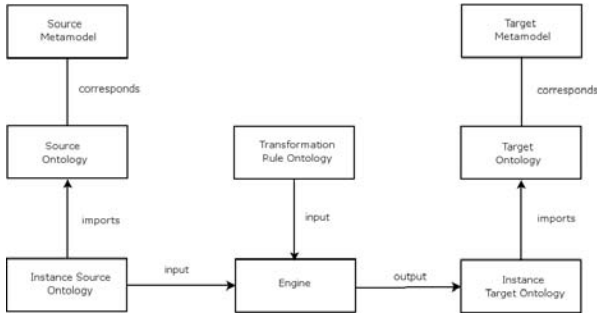 Source
Metamodel
Target
Metamodel
corresponds
corresponds
Source
Ontology
Transformation
Rule Ontology
Target
Ontology
imports
input
imports
Instance Source
Ontology
input
Engine
output
Instance
Target Ontology